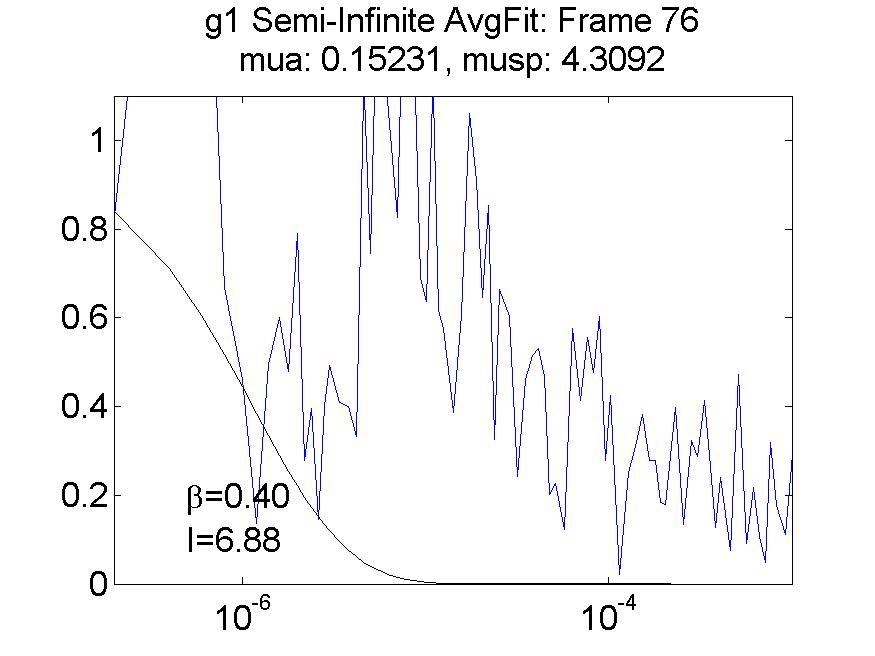 g1 Semi-Infinite AvgFit: Frame 76
mua: 0.15231, musp: 4.3092
1
0.8
0.6
0.4
0.2
0
β=0.40
I=6.88
10^-6
10^-4